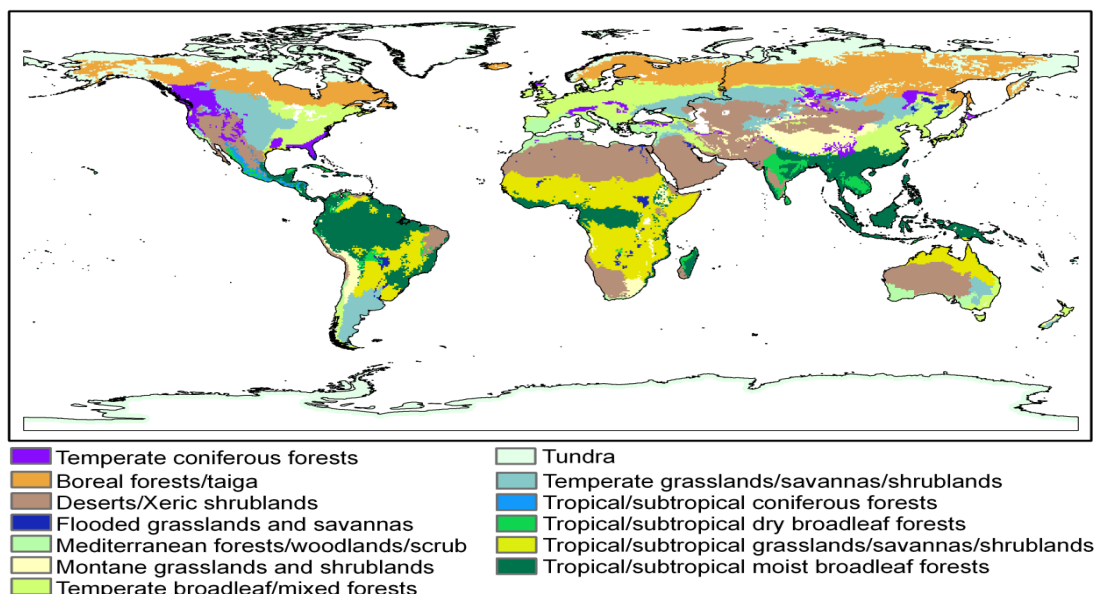 Temperate coniferous forests
Boreal forests/taiga
Deserts/Xeric shrublands
Flooded grasslands and savannas
Mediterranean forests/woodlands/scrub
Montane grasslands and shrublands
Temperate broadleaf/mixed forests
Tundra
Temperate grasslands/savannas/shrublands
Tropical/subtropical coniferous forests
Tropical/subtropical dry broadleaf forests
Tropical/subtropical grasslands/savannas/shrublands
Tropical/subtropical moist broadleaf forests